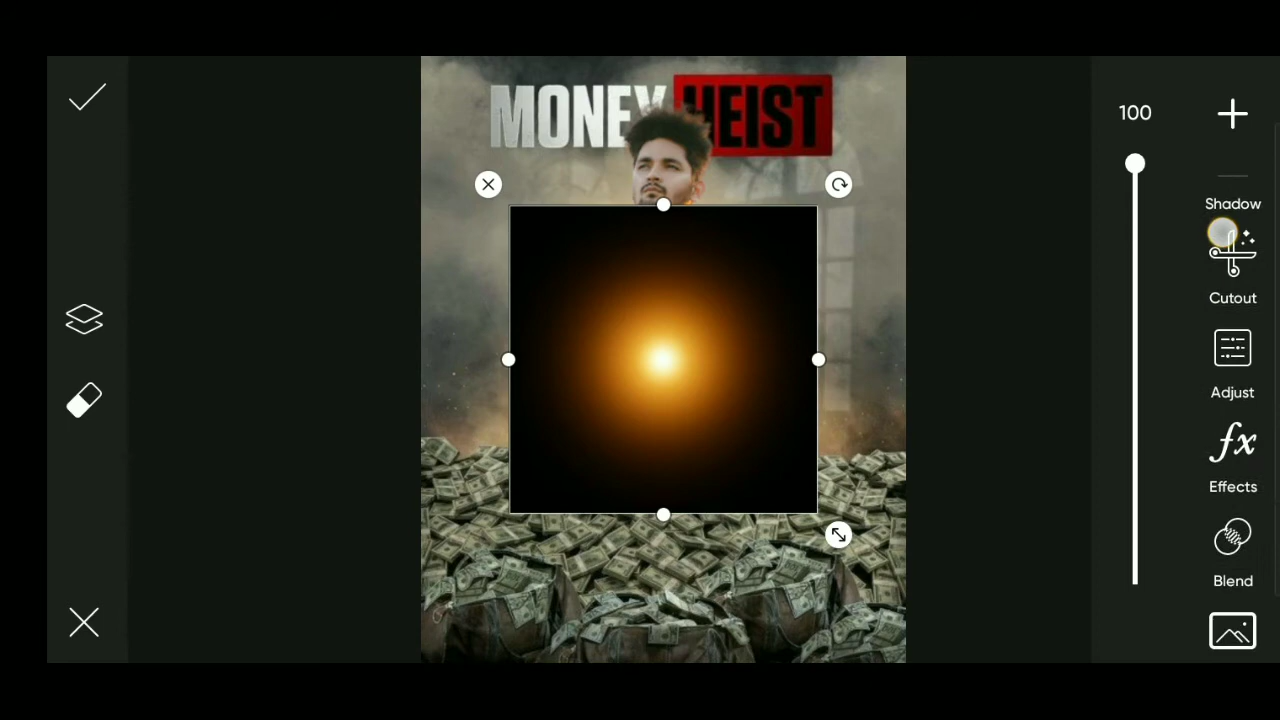 MONEY HEIST
100
Shadow
Cutout
Adjust
fx
Effects
Blend